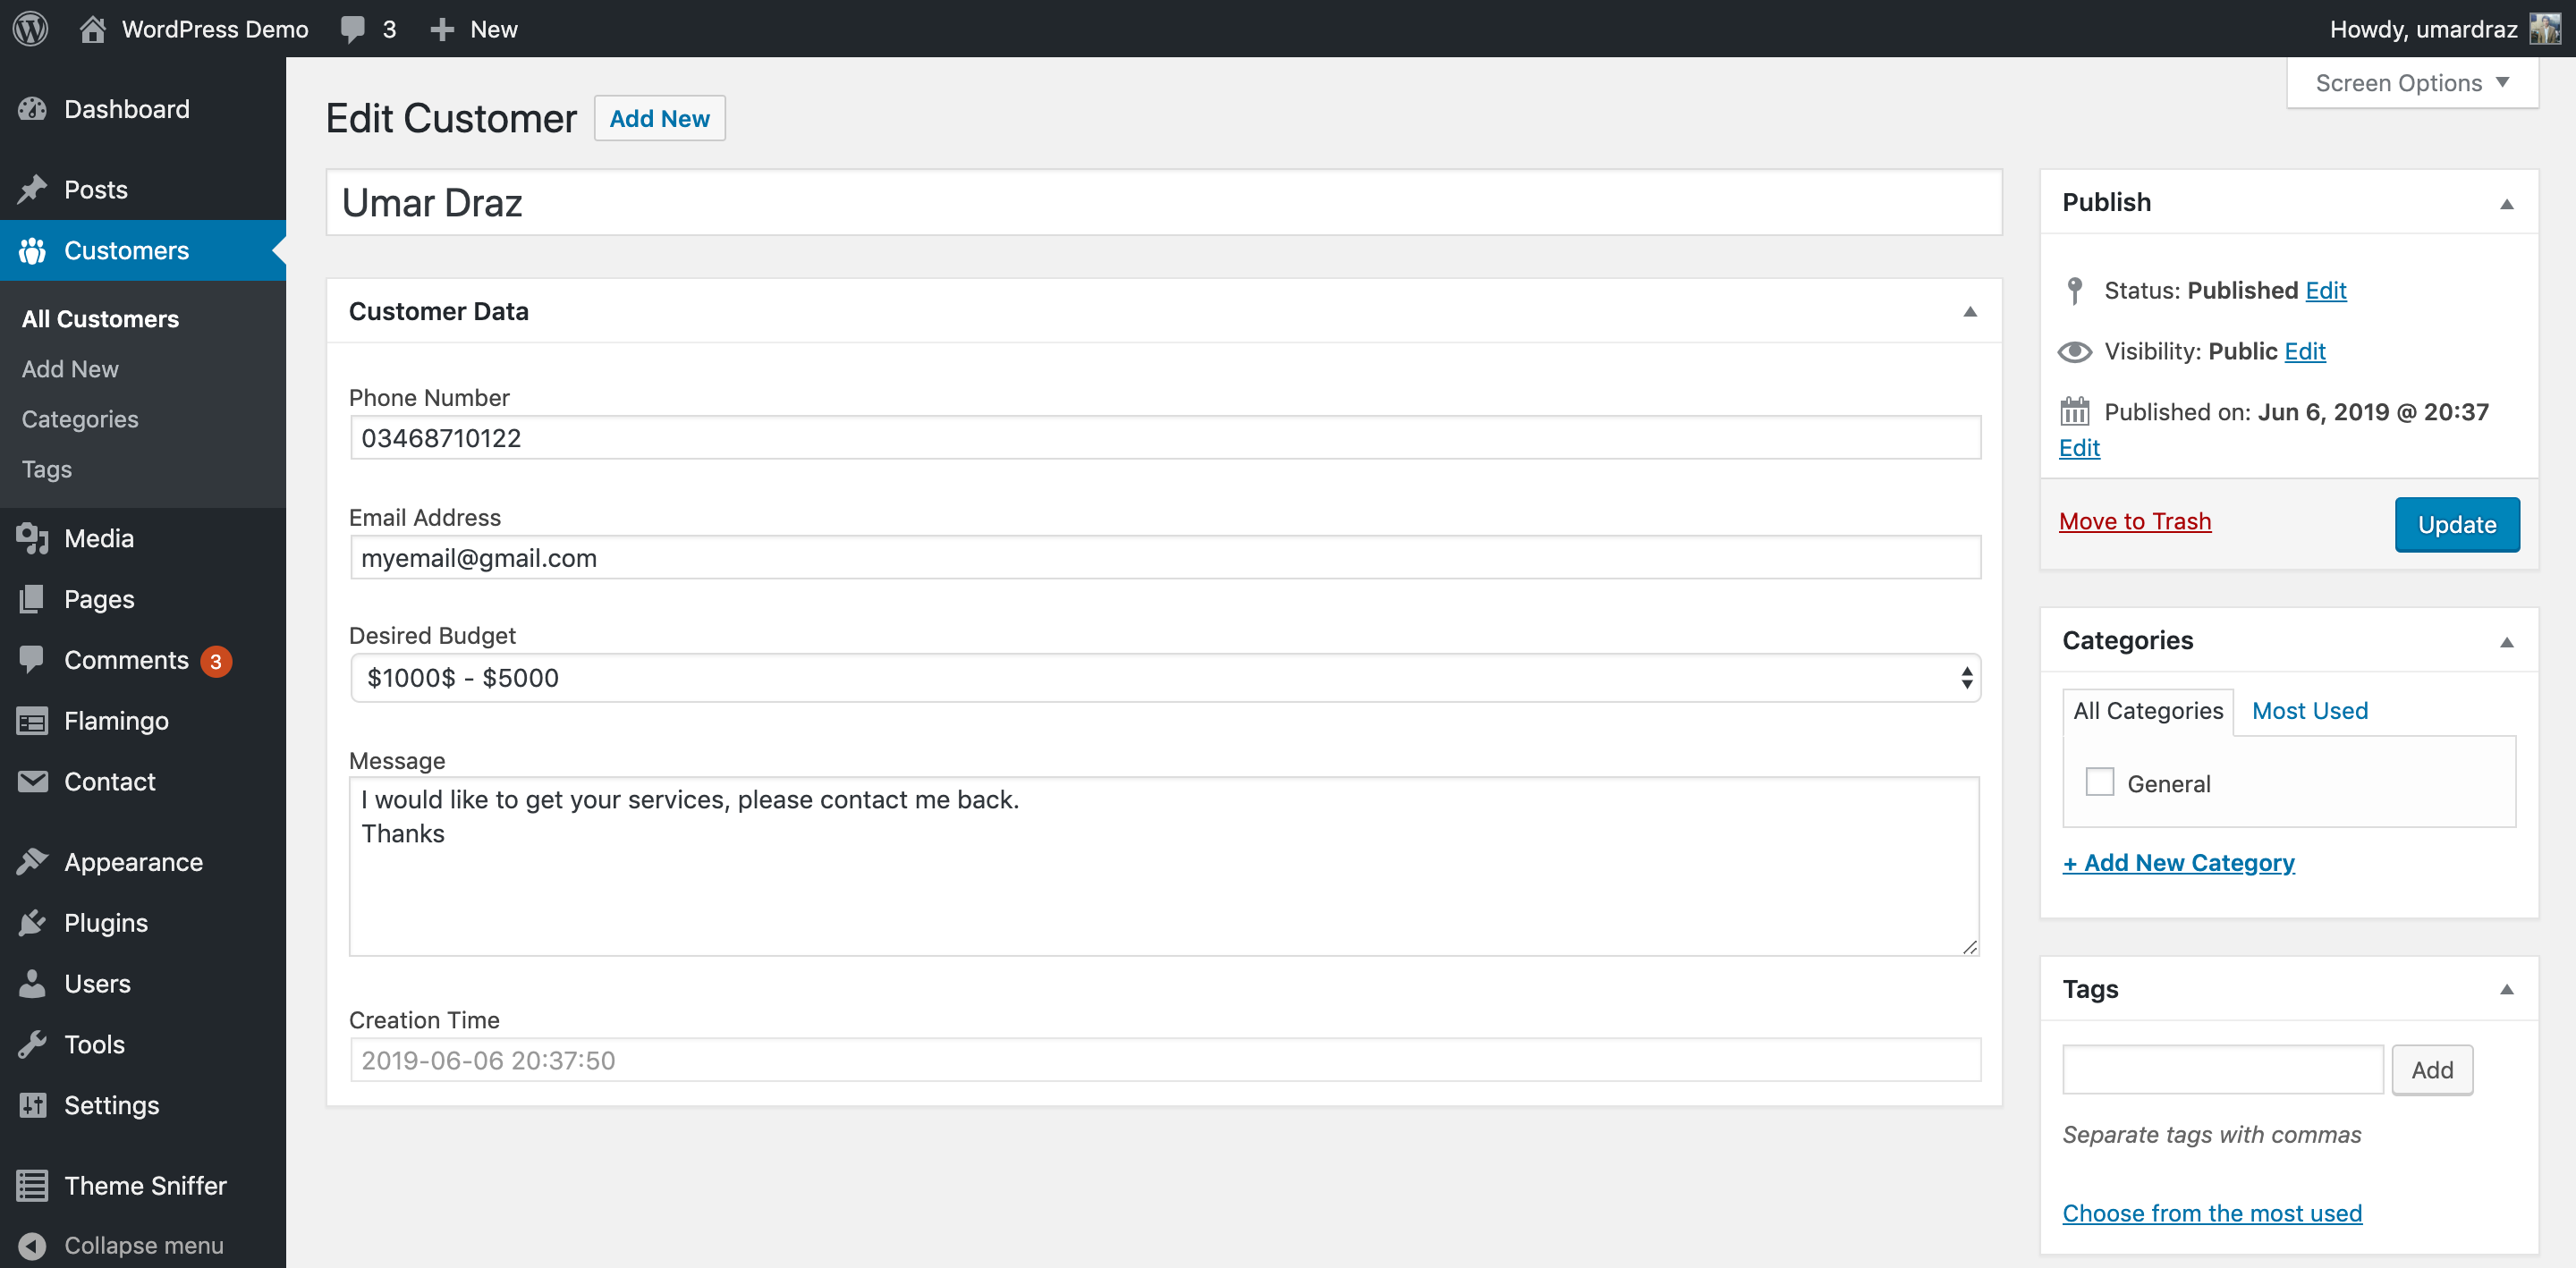 WordPress Demo 3 New Howdy, umardraz
Screen Options
Dashboard
Posts
Customers
All Customers
Add New
Categories
Tags
Media
Pages
Comments 3
Flamingo
Contact
Appearance
Plugins
Users
Tools
Settings
Theme Sniffer
Collapse menu
Edit Customer Add New
Umar Draz
Customer Data
Phone Number
03468710122
Email Address
myemail@gmail.com
Desired Budget
$1000$ - $5000
Message
I would like to get your services, please contact me back.
Thanks
Creation Time
2019-06-06 20:37:50
Publish
Status: Published Edit
Visibility: Public Edit
Published on: Jun 6, 2019 @ 20:37
Edit
Move to Trash Update
Categories
All Categories Most Used
General
+ Add New Category
Tags
Add
Separate tags with commas
Choose from the most used